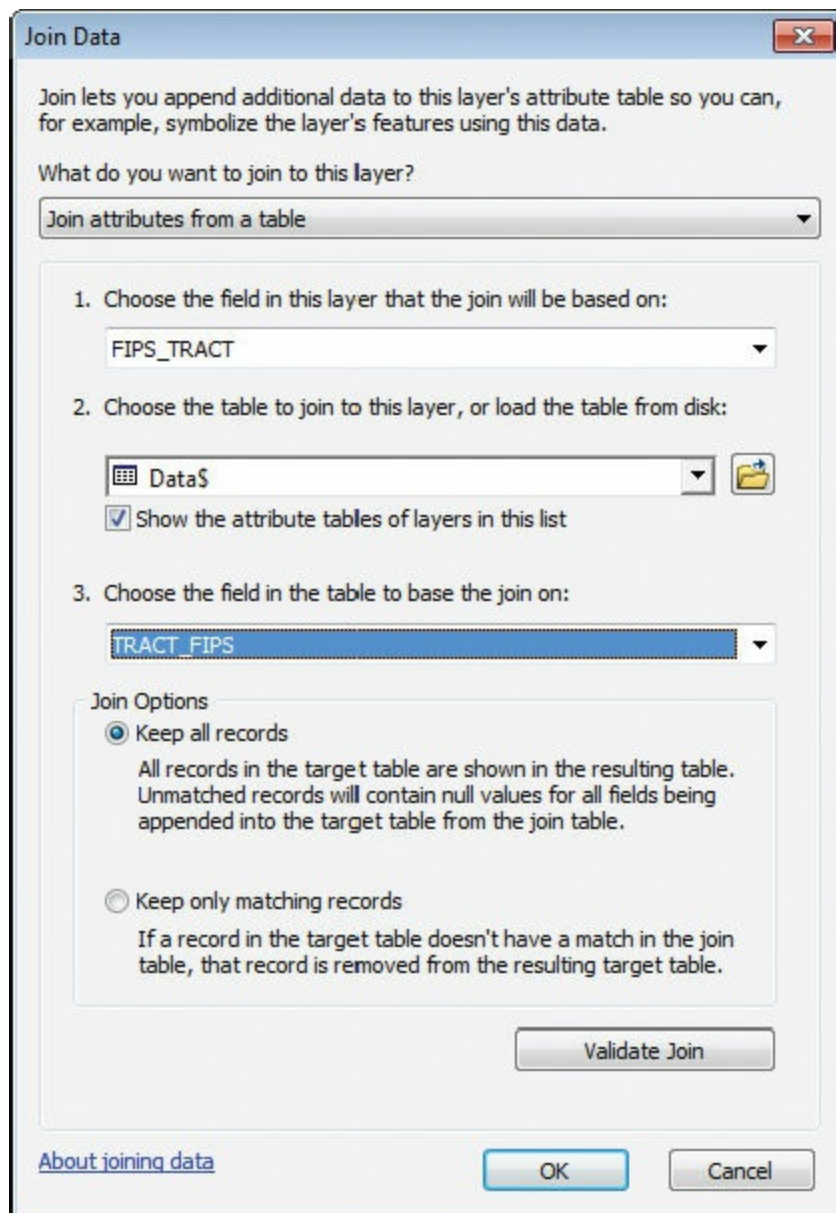 Join Data
Join lets you append additional data to this layer's attribute table so you can,
for example, symbolize the layer's features using this data.
What do you want to join to this layer?
Join attributes from a table
1. Choose the field in this layer that the join will be based on:
FIPS_TRACT
2. Choose the table to join to this layer, or load the table from disk:
Data$
Show the attribute tables of layers in this list
3. Choose the field in the table to base the join on:
TRACT_FIPS
Join Options
Keep all records
All records in the target table are shown in the resulting table.
Unmatched records will contain null values for all fields being
appended into the target table from the join table.
Keep only matching records
If a record in the target table doesn't have a match in the join
table, that record is removed from the resulting target table.
Validate Join
About joining data
OK
Cancel